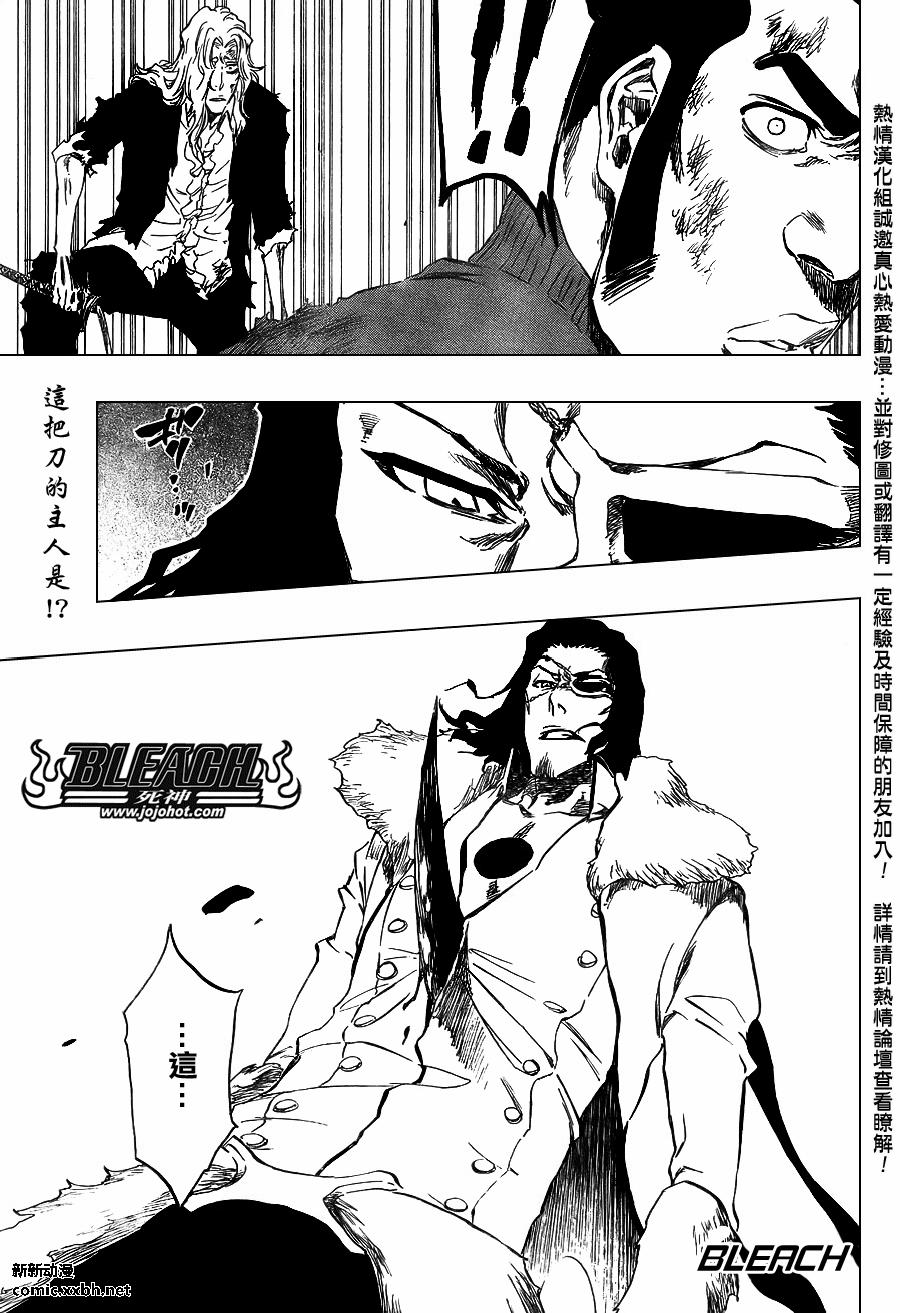 !!
熱情漢化組誠邀真心熱愛動漫…並對修圖或翻譯有一定經驗及時間保障的朋友加入！ 詳情請到熱情論壇查看瞭解！
這把刀的主人是!?
BLEACH
死神
www.jojohot.com
…這…
BLEACH
新新动漫
comic.xxbh.net